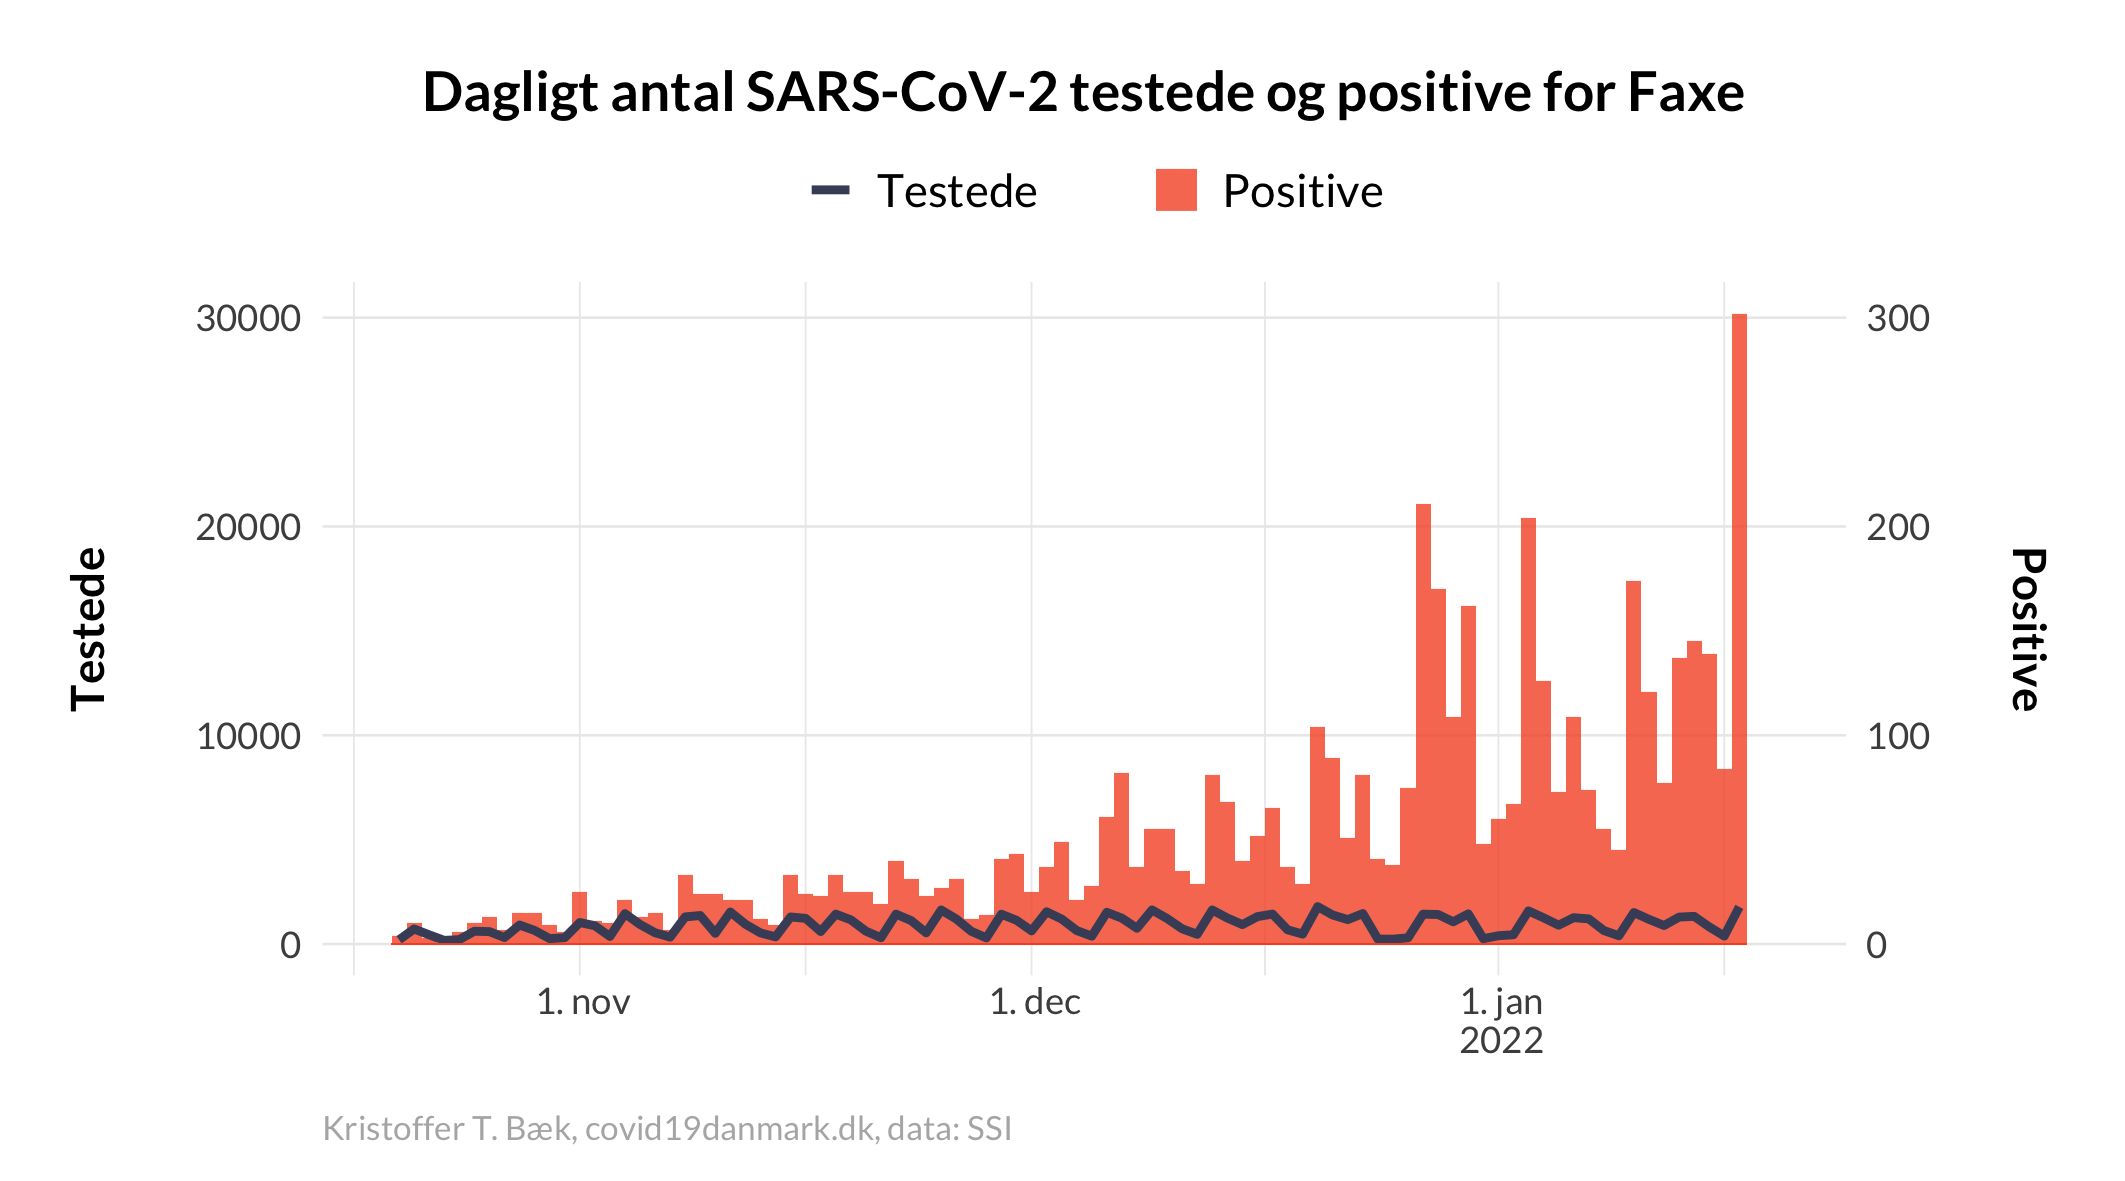 Dagligt antal SARS-CoV-2 testede og positive for Faxe
Testede
Positive
30000
20000
10000
0
300
200
100
0
Testede
Positive
1. nov
1. dec
1. jan
2022
Kristoffer T. Bæk, covid19danmark.dk, data: SSI